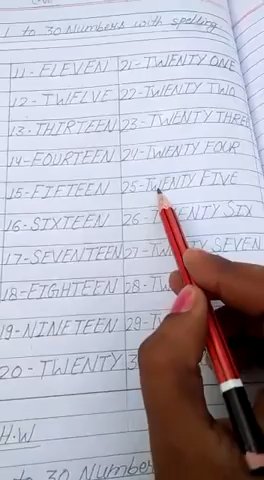 1 to 30 Numbers with spelling
11 - ELEVEN 21 - TWENTY ONE
12 - TWELVE 22 - TWENTY TWO
13 - THIRTEEN 23 - TWENTY THREE
14 - FOURTEEN 24 - TWENTY FOUR
15 - FIFTEEN 25 - TWENTY FIVE
16 - SIXTEEN 26 - TWENTY SIX
17 - SEVENTEEN 27 - TWENTY SEVEN
18 - EIGHTEEN 28 - TW
19 - NINETEEN 29 - TW
20 - TWENTY 3
H.W
to 30 Number